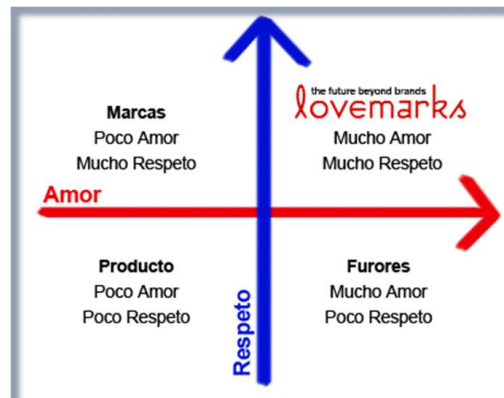 the future beyond brands
lovemarks
Marcas
Poco Amor
Mucho Respeto
Mucho Amor
Mucho Respeto
Amor
Producto
Poco Amor
Poco Respeto
Furores
Mucho Amor
Poco Respeto
Respeto